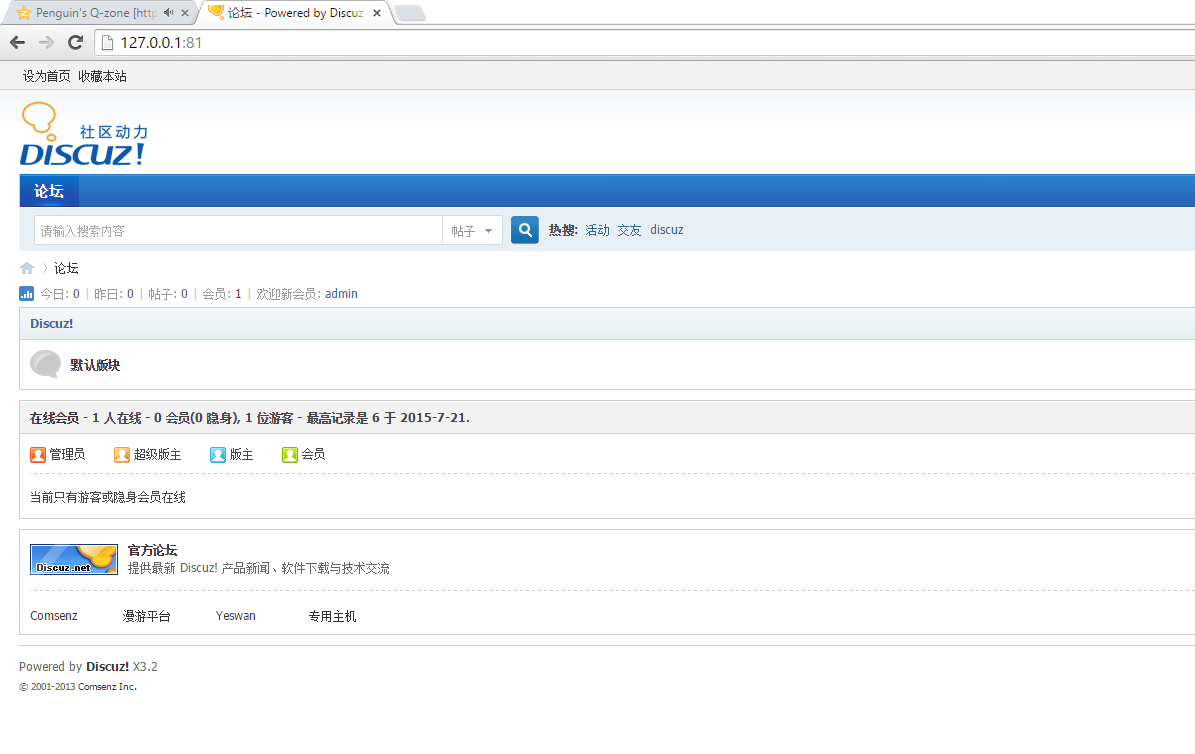 Penguin's Q-zone [http
论坛 - Powered by Discuz
127.0.0.1:81
设为首页 收藏本站
社区动力
DISCUZ!
论坛
请输入搜索内容 帖子 热搜: 活动 交友 discuz
论坛
今日: 0 | 昨日: 0 | 帖子: 0 | 会员: 1 | 欢迎新会员: admin
Discuz!
默认版块
在线会员 - 1 人在线 - 0 会员(0 隐身), 1 位游客 - 最高记录是 6 于 2015-7-21.
管理员 超级版主 版主 会员
当前只有游客或隐身会员在线
Discuz.net
官方论坛
提供最新 Discuz! 产品新闻、软件下载与技术交流
Comsenz 漫游平台 Yeswan 专用主机
Powered by Discuz! X3.2
© 2001-2013 Comsenz Inc.